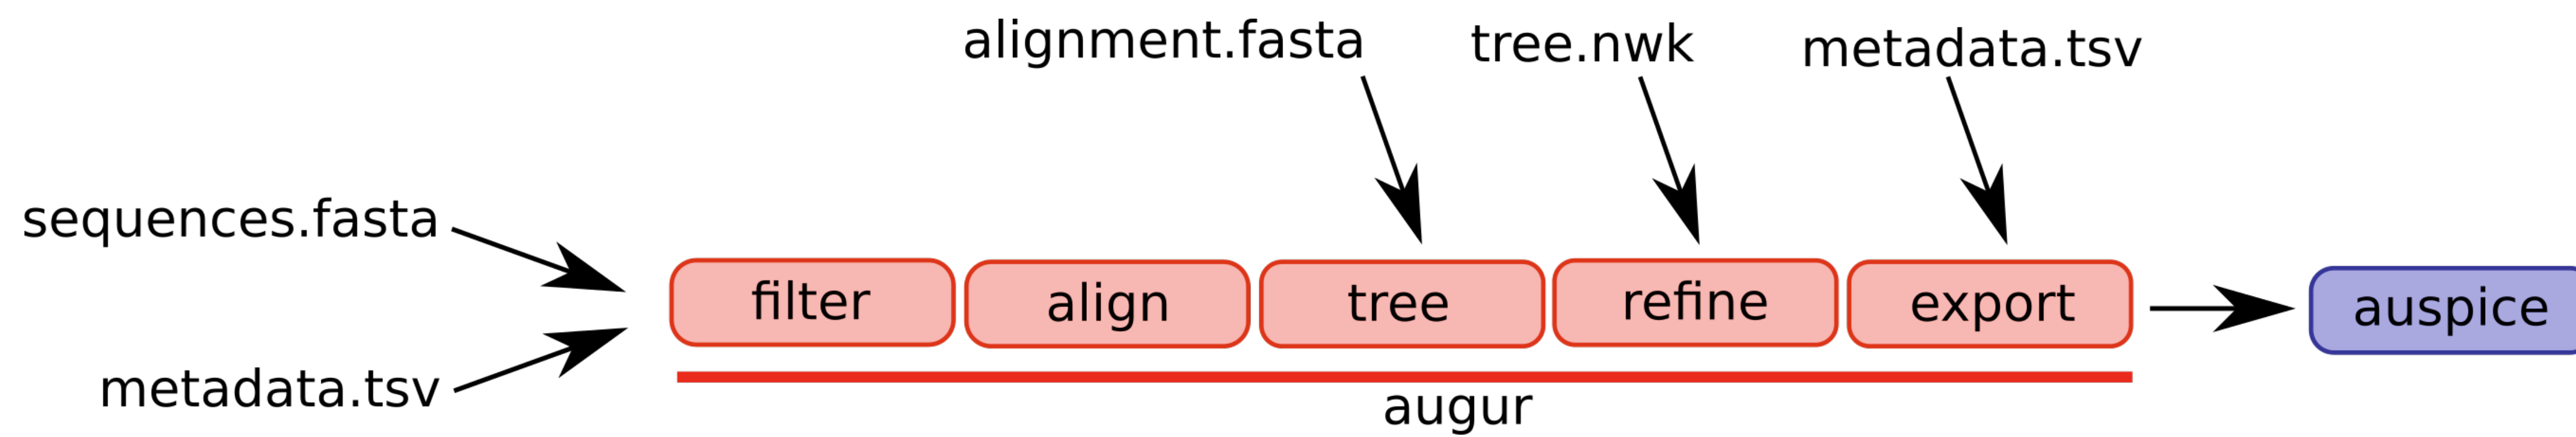 alignment.fasta
tree.nwk
metadata.tsv
sequences.fasta
metadata.tsv
filter
align
tree
refine
export
auspice
augur